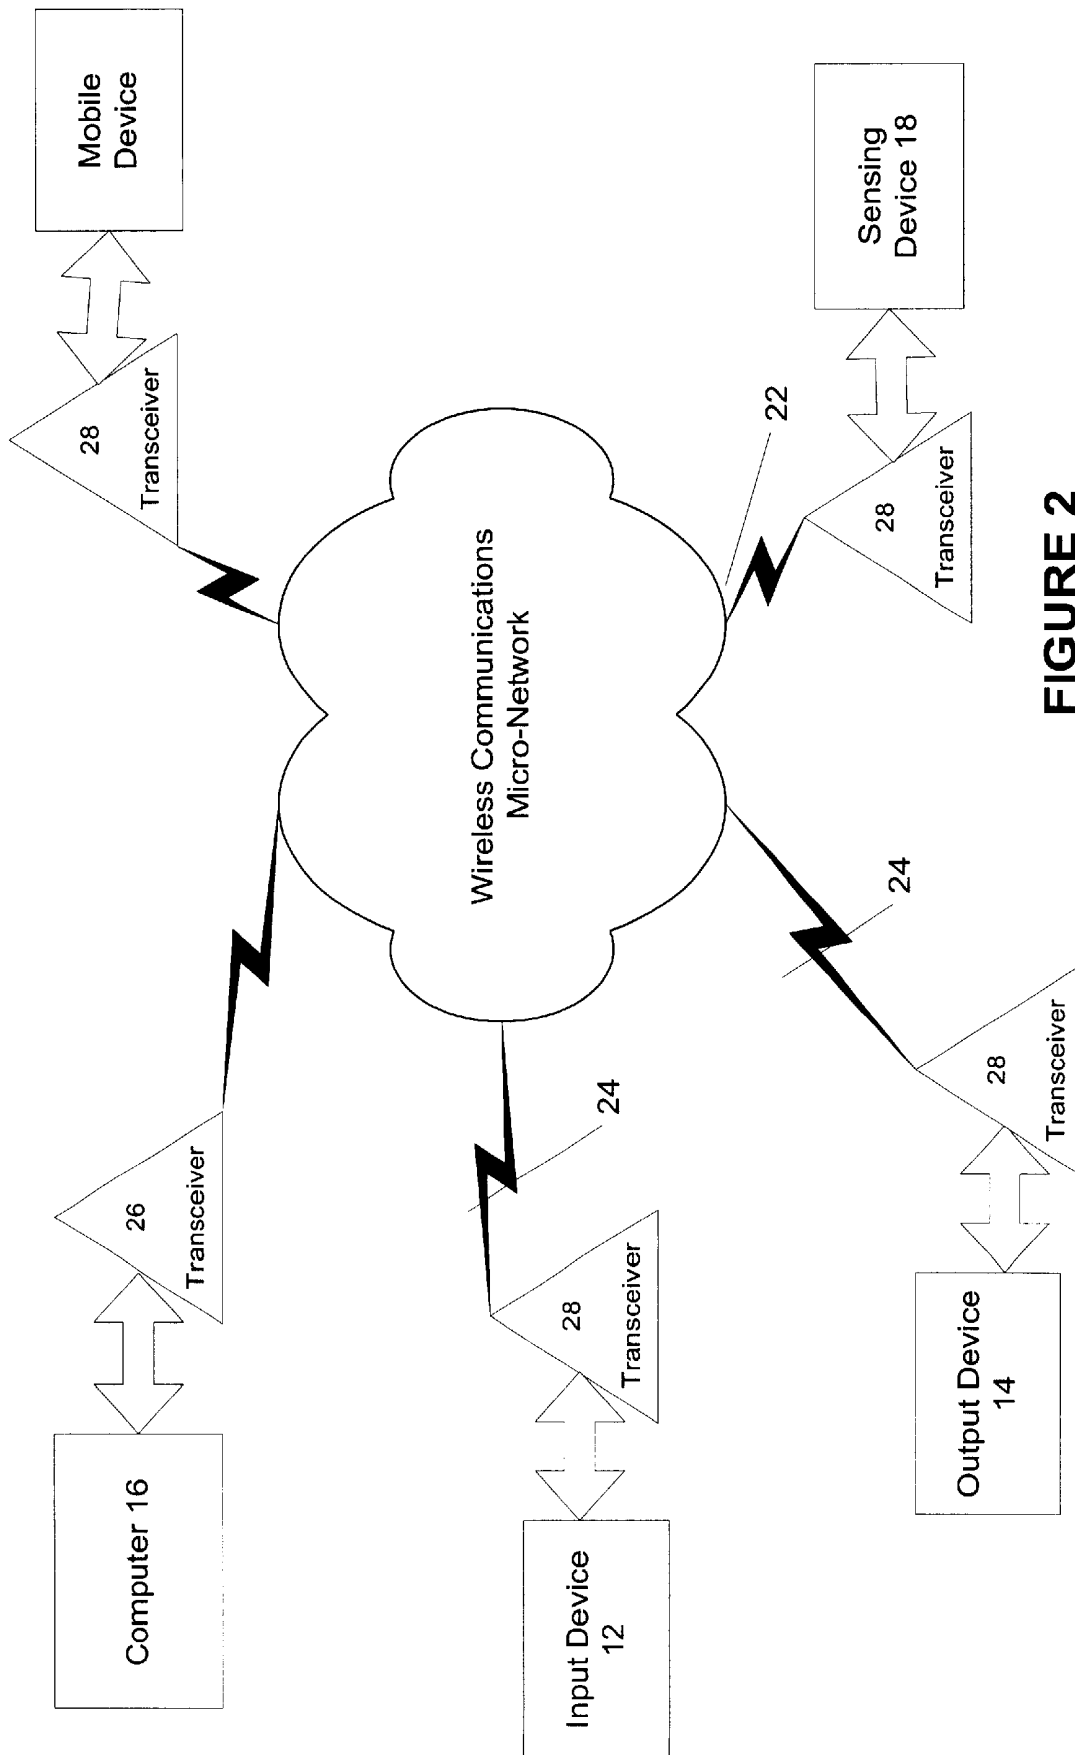 Computer 16
26
Transceiver
28
Transceiver
Mobile
Device
Wireless Communications
Micro-Network
Input Device
12
28
Transceiver
24
22
Sensing
Device 18
28
Transceiver
24
Output Device
14
28
Transceiver
FIGURE 2